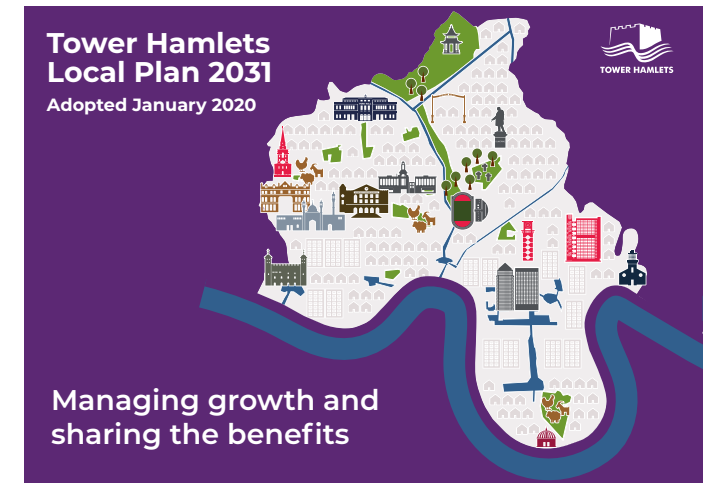 Tower Hamlets
Local Plan 2031
Adopted January 2020
TOWER HAMLETS
Managing growth and
sharing the benefits